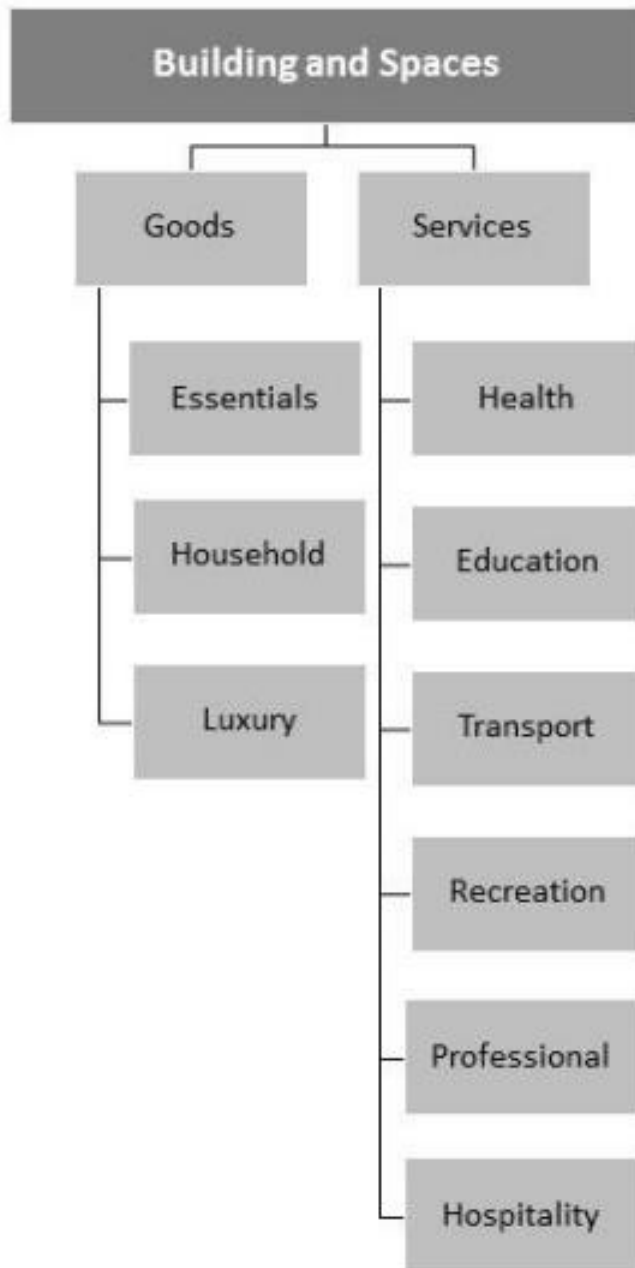 Building and Spaces
Goods
Services
Essentials
Household
Luxury
Health
Education
Transport
Recreation
Professional
Hospitality